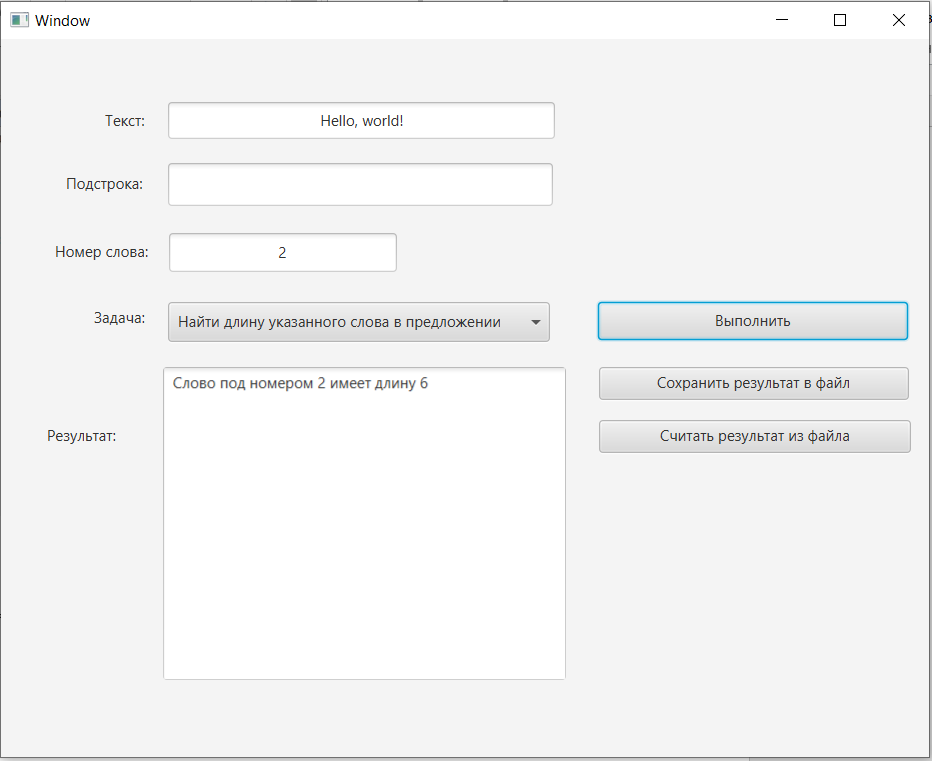 Window
Текст:
Hello, world!
Подстрока:
Номер слова:
2
Задача:
Найти длину указанного слова в предложении
Выполнить
Слово под номером 2 имеет длину 6
Сохранить результат в файл
Результат:
Считать результат из файла